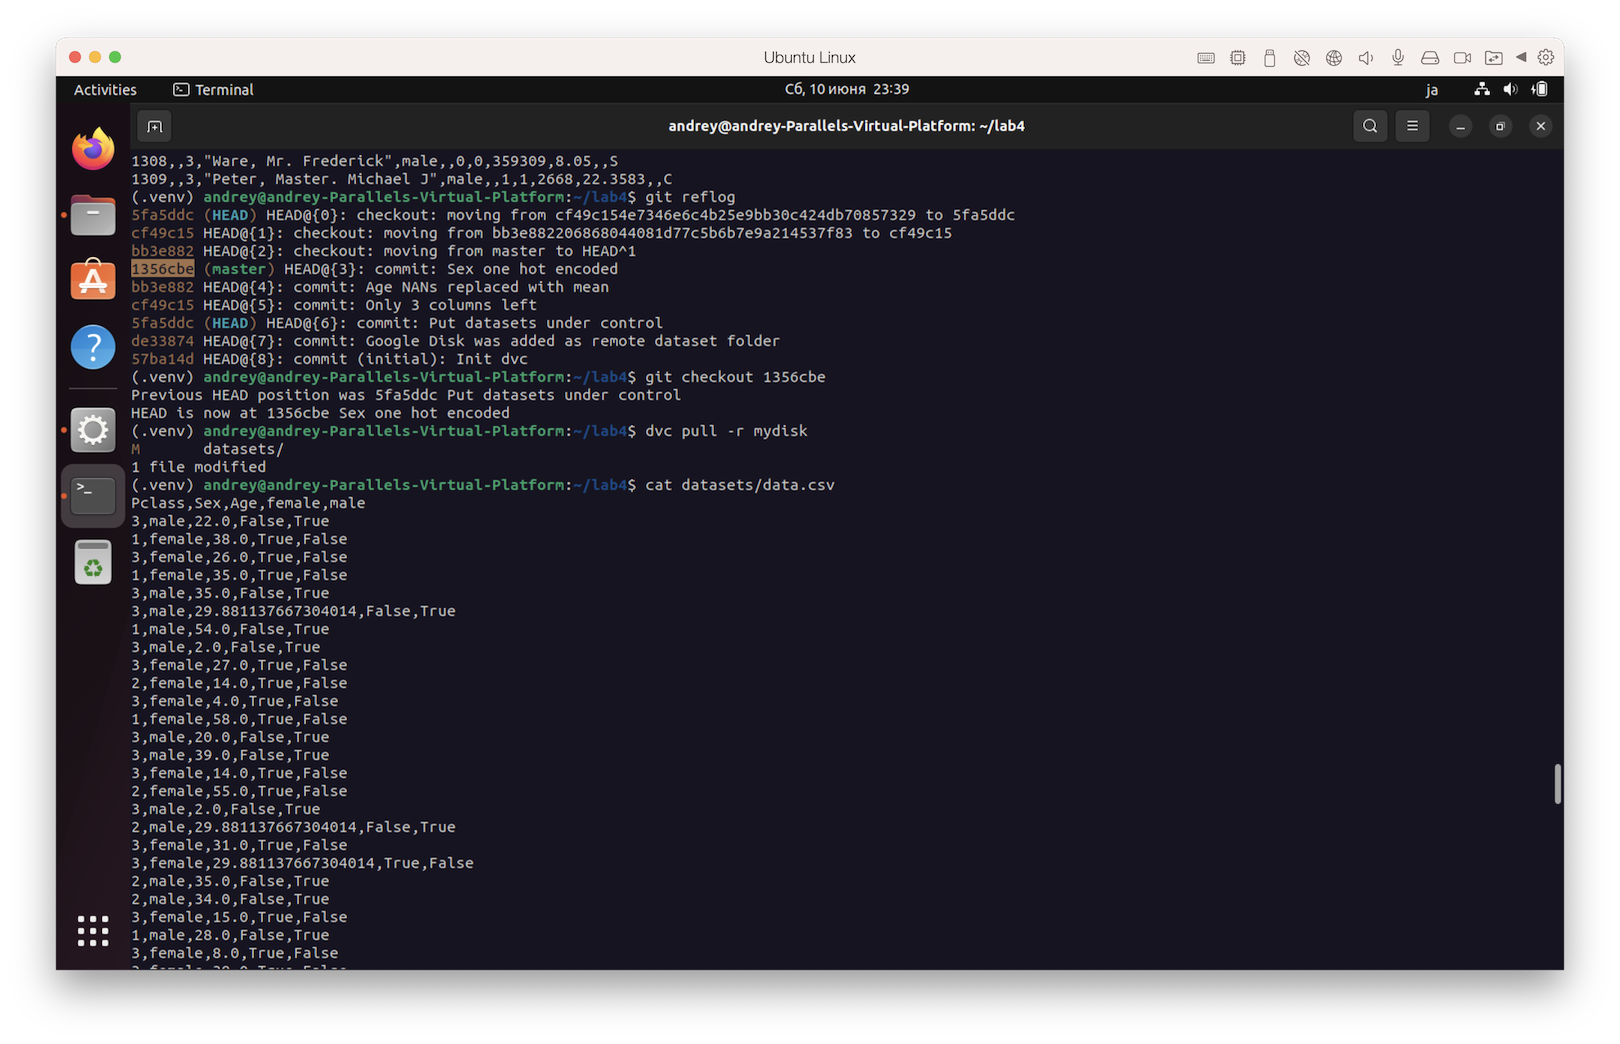 Ubuntu Linux
Activities
Terminal
Сб, 10 июня 23:39
ja
andrey@andrey-Parallels-Virtual-Platform: ~/lab4
1308,,3,"Ware, Mr. Frederick",male,,0,0,359309,8.05,,S
1309,,3,"Peter, Master. Michael J",male,,1,1,2668,22.3583,,C
(.venv) andrey@andrey-Parallels-Virtual-Platform:~/lab4$ git reflog
5fa5ddc (HEAD) HEAD@{0}: checkout: moving from cf49c154e7346e6c4b25e9bb30c424db70857329 to 5fa5ddc
cf49c15 HEAD@{1}: checkout: moving from bb3e882206868044081d77c5b6b7e9a214537f83 to cf49c15
bb3e882 HEAD@{2}: checkout: moving from master to HEAD^1
1356cbe (master) HEAD@{3}: commit: Sex one hot encoded
bb3e882 HEAD@{4}: commit: Age NANs replaced with mean
cf49c15 HEAD@{5}: commit: Only 3 columns left
5fa5ddc (HEAD) HEAD@{6}: commit: Put datasets under control
de33874 HEAD@{7}: commit: Google Disk was added as remote dataset folder
57ba14d HEAD@{8}: commit (initial): Init dvc
(.venv) andrey@andrey-Parallels-Virtual-Platform:~/lab4$ git checkout 1356cbe
Previous HEAD position was 5fa5ddc Put datasets under control
HEAD is now at 1356cbe Sex one hot encoded
(.venv) andrey@andrey-Parallels-Virtual-Platform:~/lab4$ dvc pull -r mydisk
M       datasets/
1 file modified
(.venv) andrey@andrey-Parallels-Virtual-Platform:~/lab4$ cat datasets/data.csv
Pclass,Sex,Age,female,male
3,male,22.0,False,True
1,female,38.0,True,False
3,female,26.0,True,False
1,female,35.0,True,False
3,male,35.0,False,True
3,male,29.881137667304014,False,True
1,male,54.0,False,True
3,male,2.0,False,True
3,female,27.0,True,False
2,female,14.0,True,False
3,female,4.0,True,False
1,female,58.0,True,False
3,male,20.0,False,True
3,male,39.0,False,True
3,female,14.0,True,False
2,female,55.0,True,False
3,male,2.0,False,True
2,male,29.881137667304014,False,True
3,female,31.0,True,False
3,female,29.881137667304014,True,False
2,male,35.0,False,True
2,male,34.0,False,True
3,female,15.0,True,False
1,male,28.0,False,True
3,female,8.0,True,False